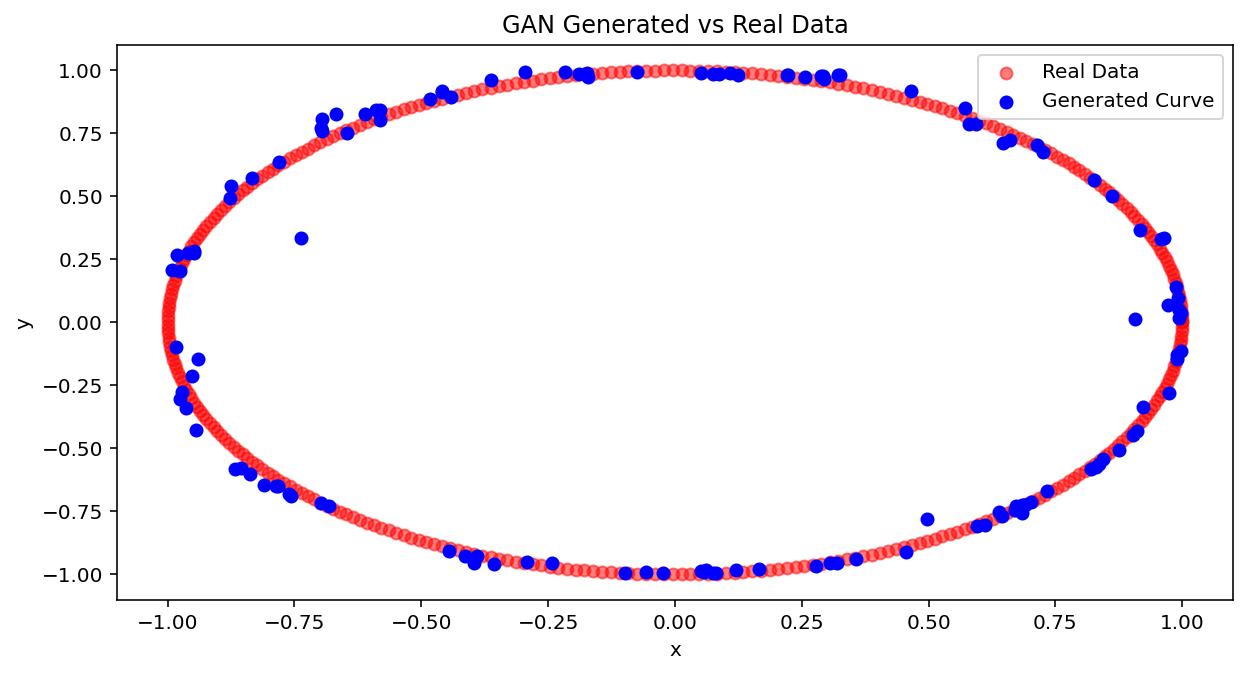 GAN Generated vs Real Data
1.00
Real Data
Generated Curve
0.75
0.50
0.25
y
0.00
−0.25
−0.50
−0.75
−1.00
−1.00 −0.75 −0.50 −0.25 0.00 0.25 0.50 0.75 1.00
x